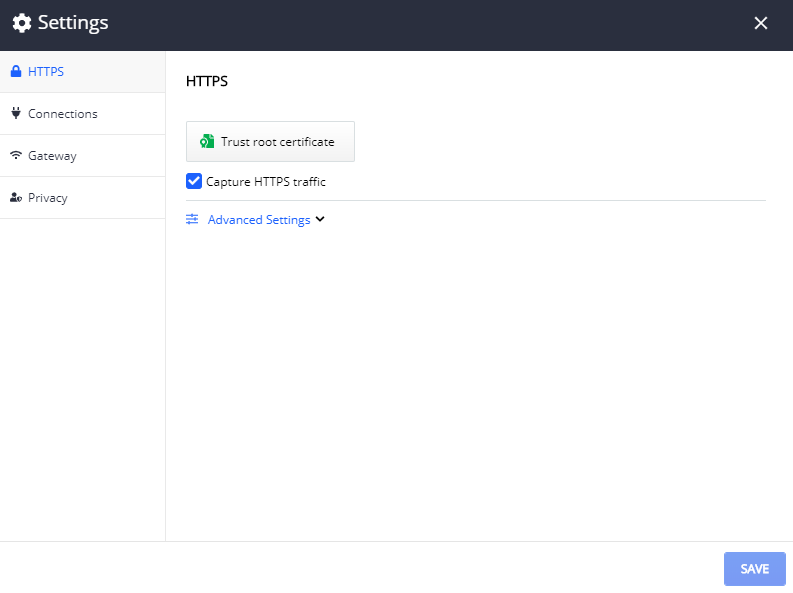 Settings
HTTPS
Connections
Gateway
Privacy
HTTPS
Trust root certificate
Capture HTTPS traffic
Advanced Settings
SAVE